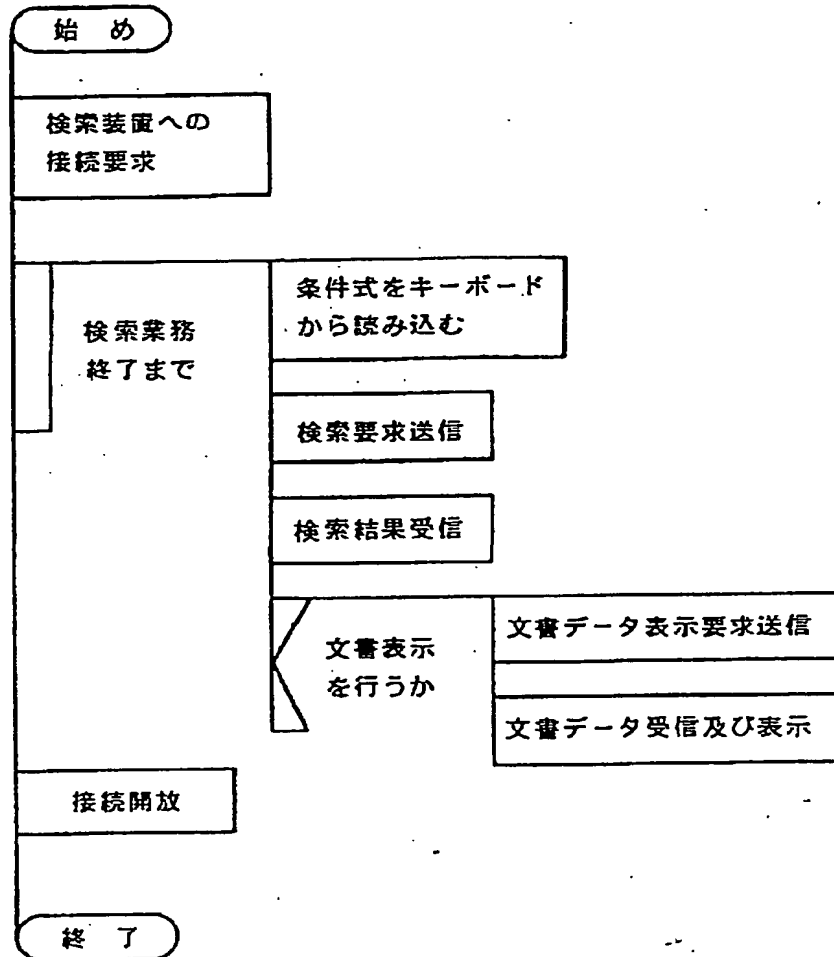 始め
検索装置への
接続要求
検索業務
終了まで
条件式をキーボード
から読み込む
検索要求送信
検索結果受信
文書表示
を行うか
文書データ表示要求送信
文書データ受信及び表示
接続開放
終了